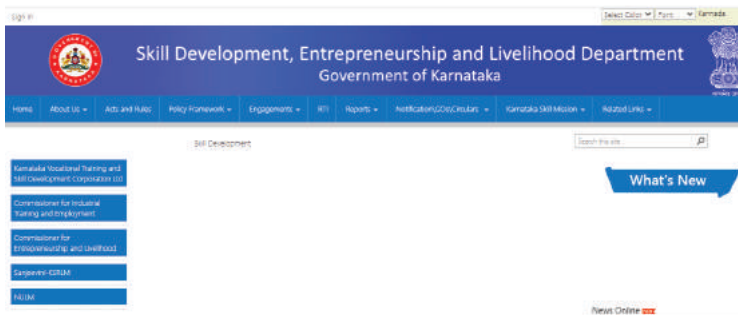 Sign in
Select Color Font Kannada
Skill Development, Entrepreneurship and Livelihood Department
Government of Karnataka
Home About Us Acts and Rules Policy Framework Engagements RTI Reports Notification\GOs\Circulars Karnataka Skill Mission Related Links
Skill Development
Search this site
Karnataka Vocational Training and
Skill Development Corporation Ltd
What's New
Commissioner for Industrial
Training and Employment
Commissioner for
Entrepreneurship and Livelihood
Sanjeevini-KSRLM
NULM
News Online